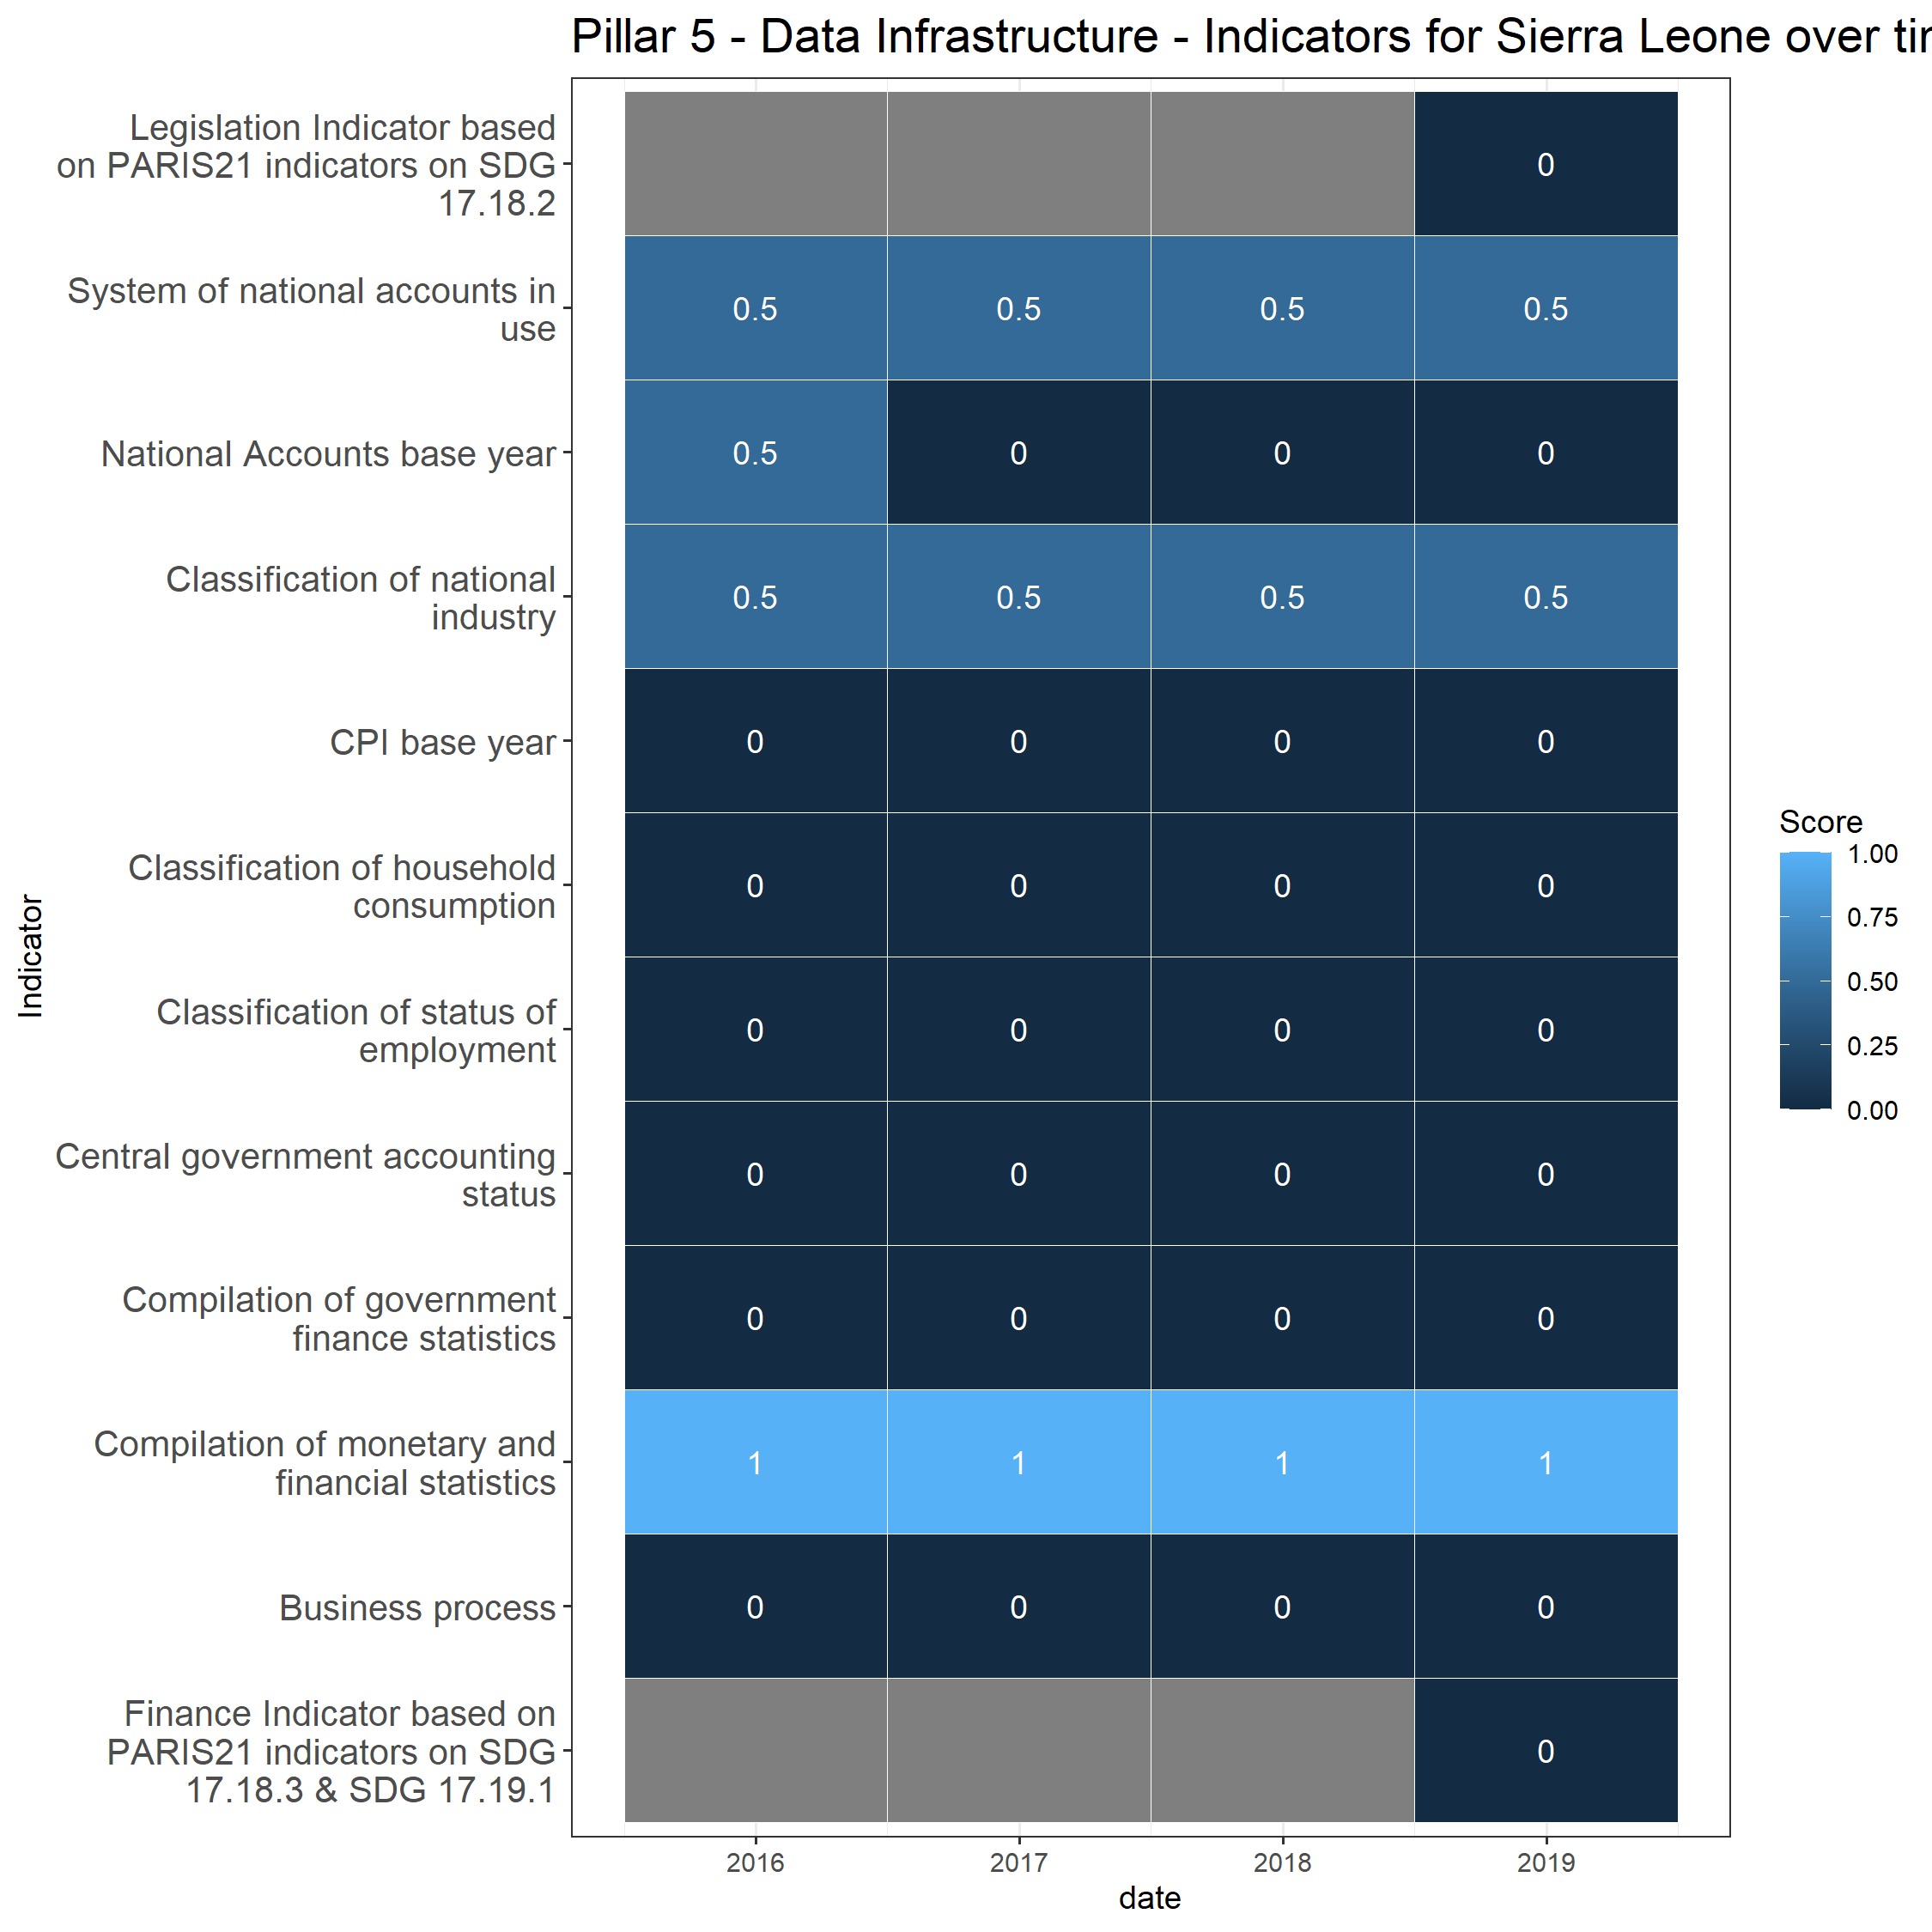 Pillar 5 - Data Infrastructure - Indicators for Sierra Leone over
Legislation Indicator based
on PARIS21 indicators on SDG
17.18.2
0
System of national accounts in
use
0.5 0.5 0.5 0.5
National Accounts base year
0.5 0 0 0
Classification of national
industry
0.5 0.5 0.5 0.5
CPI base year
0 0 0 0
Classification of household
consumption
0 0 0 0
Classification of status of
employment
0 0 0 0
Central government accounting
status
0 0 0 0
Compilation of government
finance statistics
0 0 0 0
Compilation of monetary and
financial statistics
1 1 1 1
Business process
0 0 0 0
Finance Indicator based on
PARIS21 indicators on SDG
17.18.3 & SDG 17.19.1
0
2016 2017 2018 2019
date
Indicator
Score
1.00
0.75
0.50
0.25
0.00